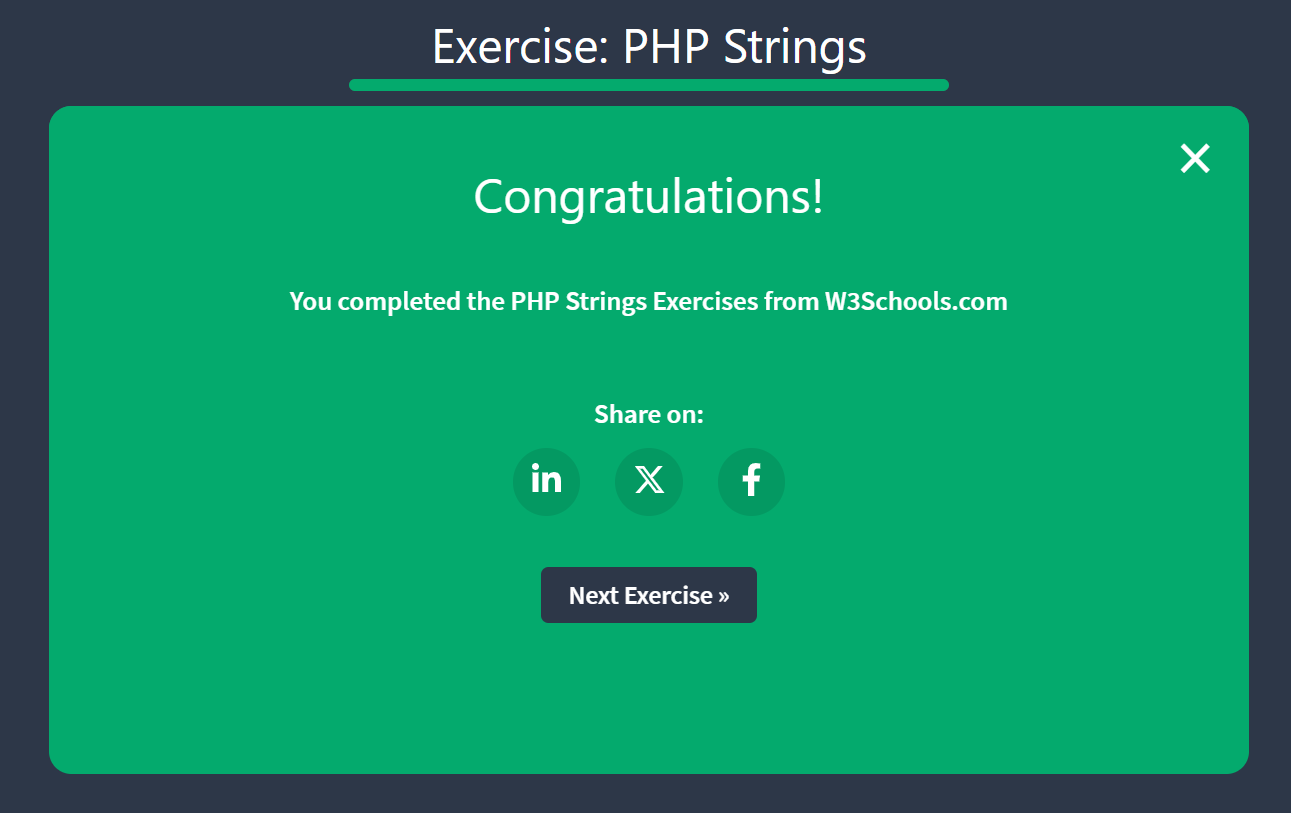 Exercise: PHP Strings
Congratulations!
You completed the PHP Strings Exercises from W3Schools.com
Share on:
in X f
Next Exercise »